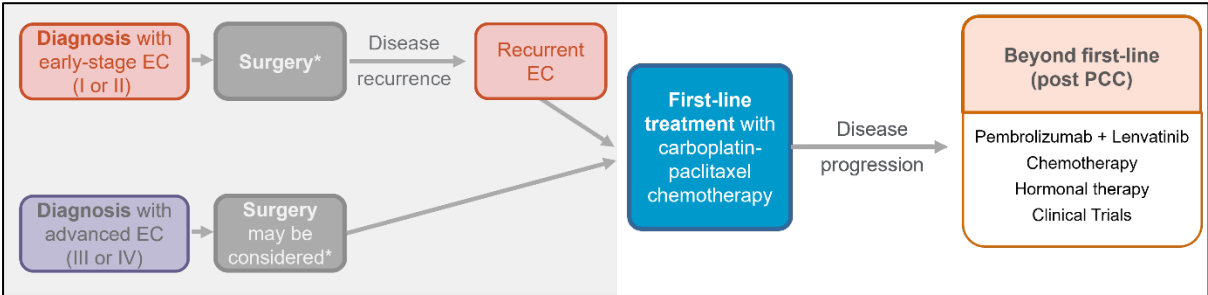 Diagnosis with
early-stage EC
(I or II)
Surgery*
Disease
recurrence
Recurrent
EC
Diagnosis with
advanced EC
(III or IV)
Surgery
may be
considered*
First-line
treatment with
carboplatin-
paclitaxel
chemotherapy
Disease
progression
Beyond first-line
(post PCC)
Pembrolizumab + Lenvatinib
Chemotherapy
Hormonal therapy
Clinical Trials